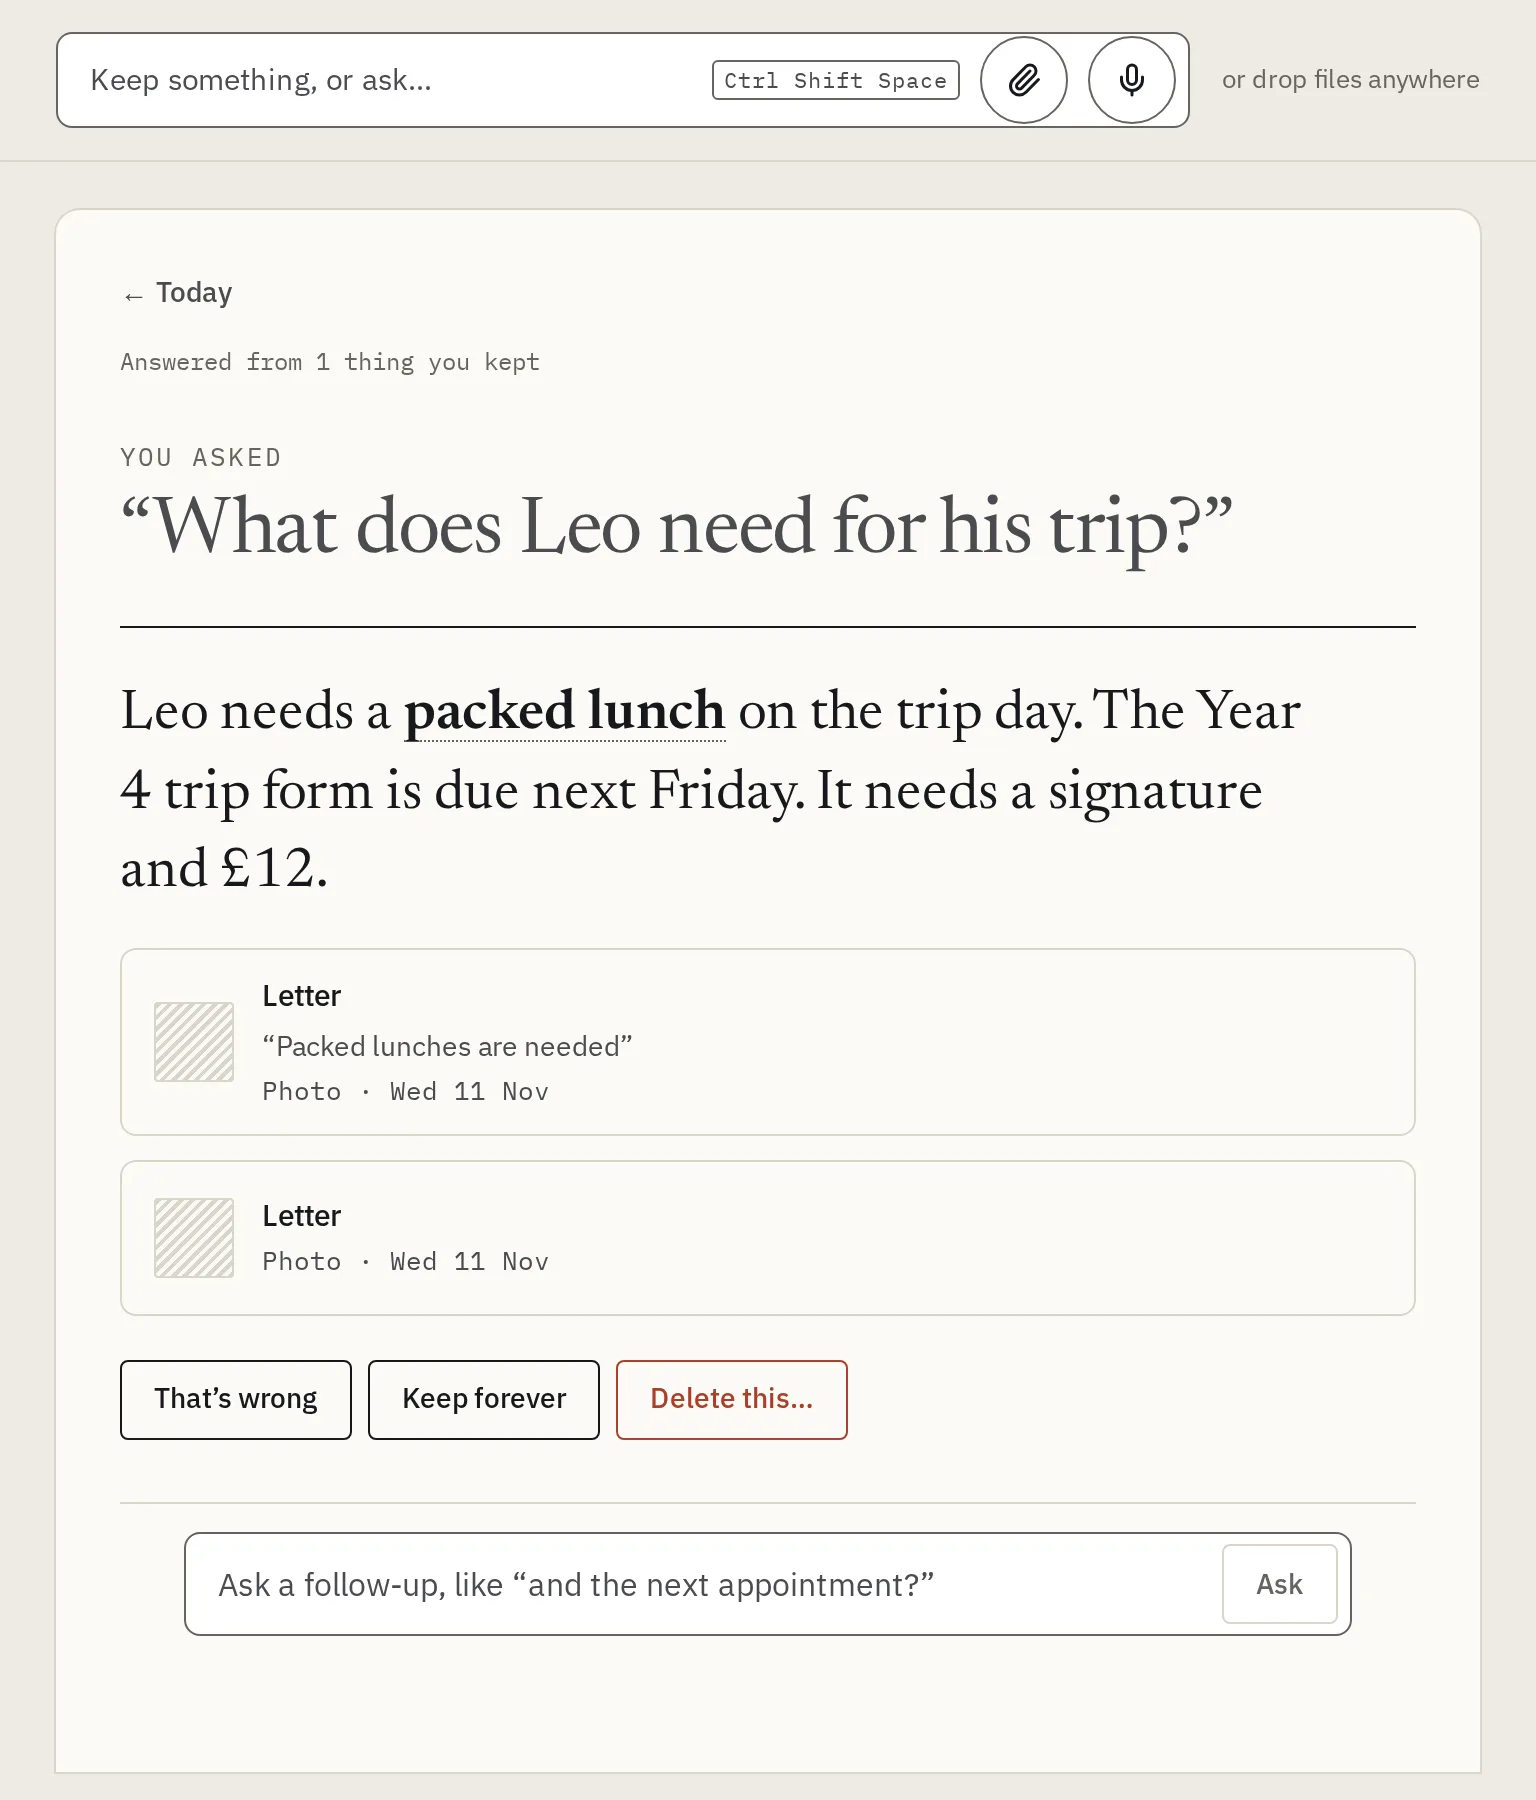 Keep something, or ask…
Ctrl Shift Space
or drop files anywhere
← Today
Answered from 1 thing you kept
YOU ASKED
“What does Leo need for his trip?”
Leo needs a packed lunch on the trip day. The Year
4 trip form is due next Friday. It needs a signature
and £12.
Letter
“Packed lunches are needed”
Photo · Wed 11 Nov
Letter
Photo · Wed 11 Nov
That’s wrong
Keep forever
Delete this…
Ask a follow-up, like “and the next appointment?”
Ask